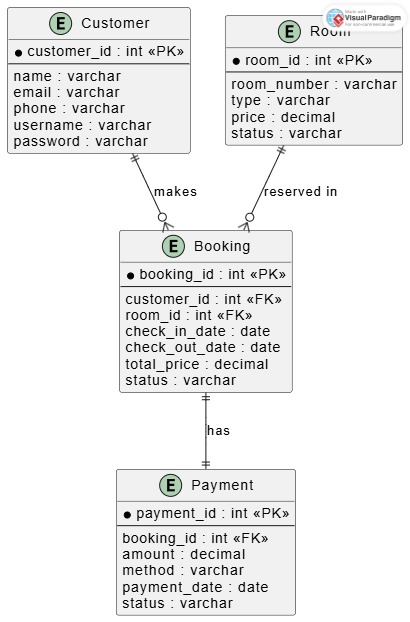 E Customer
customer_id : int «PK»
name : varchar
email : varchar
phone : varchar
username : varchar
password : varchar
E Room
room_id : int «PK»
room_number : varchar
type : varchar
price : decimal
status : varchar
Made with
Visual Paradigm
For non-commercial use
makes
reserved in
E Booking
booking_id : int «PK»
customer_id : int «FK»
room_id : int «FK»
check_in_date : date
check_out_date : date
total_price : decimal
status : varchar
has
E Payment
payment_id : int «PK»
booking_id : int «FK»
amount : decimal
method : varchar
payment_date : date
status : varchar